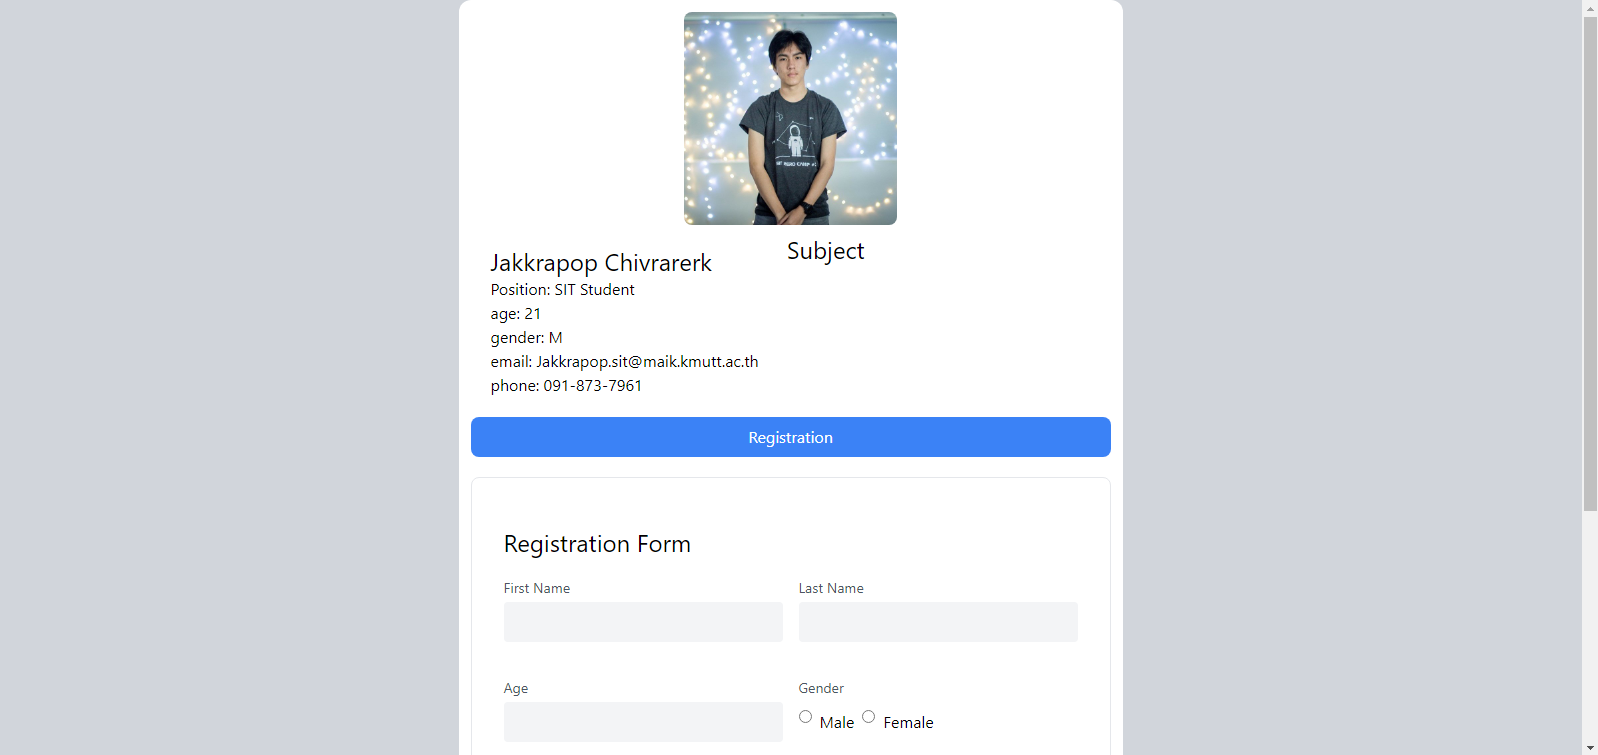 Subject
Jakkrapop Chivrarerk
Position: SIT Student
age: 21
gender: M
email: Jakkrapop.sit@maik.kmutt.ac.th
phone: 091-873-7961
Registration
Registration Form
First Name Last Name
Age Gender
Male Female